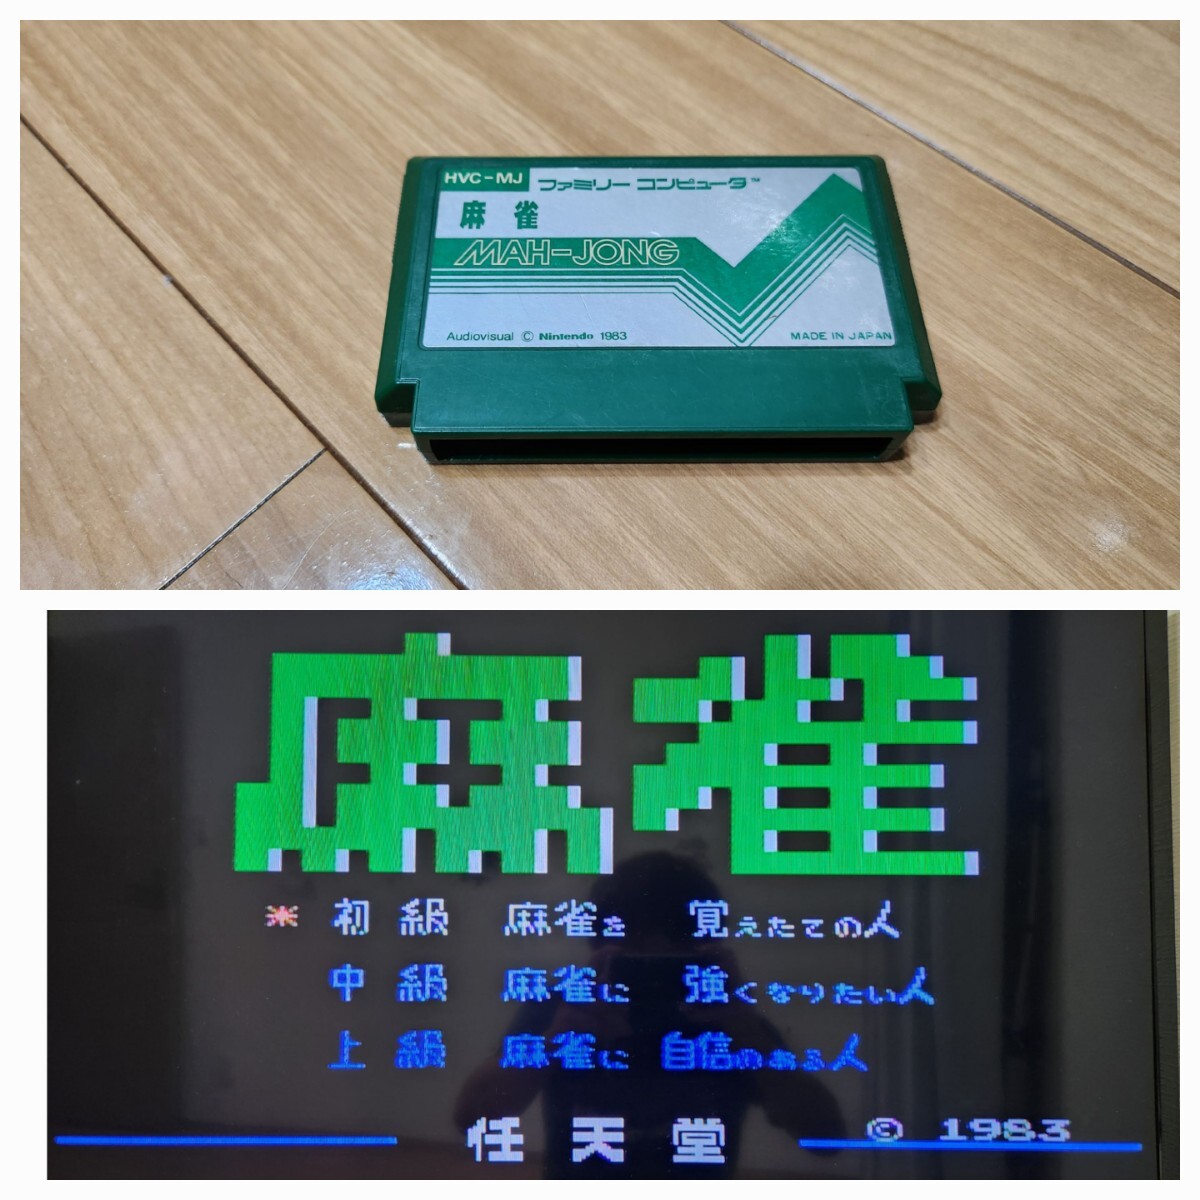 HVC-MJ ファミリー コンピュータ™
麻雀
MAH-JONG
Audiovisual © Nintendo 1983 MADE IN JAPAN
麻雀
* 初級 麻雀を 覚えたての人
中級 麻雀に 強くなりたい人
上級 麻雀に 自信のある人
任天堂 © 1983